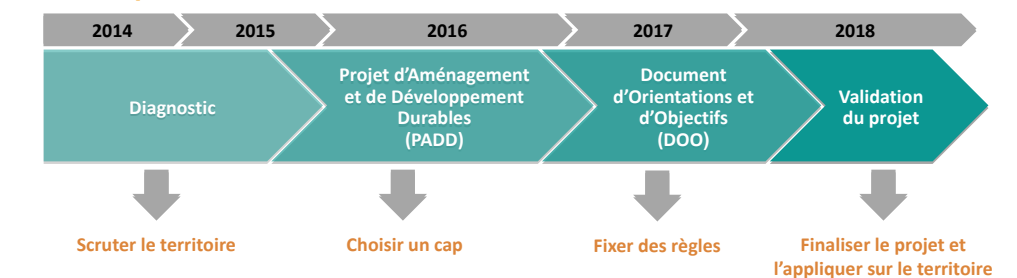 2014 2015 2016 2017 2018
Diagnostic
Projet d’Aménagement
et de Développement
Durables
(PADD)
Document
d’Orientations et
d’Objectifs
(DOO)
Validation
du projet
Scruter le territoire
Choisir un cap
Fixer des règles
Finaliser le projet et
l’appliquer sur le territoire